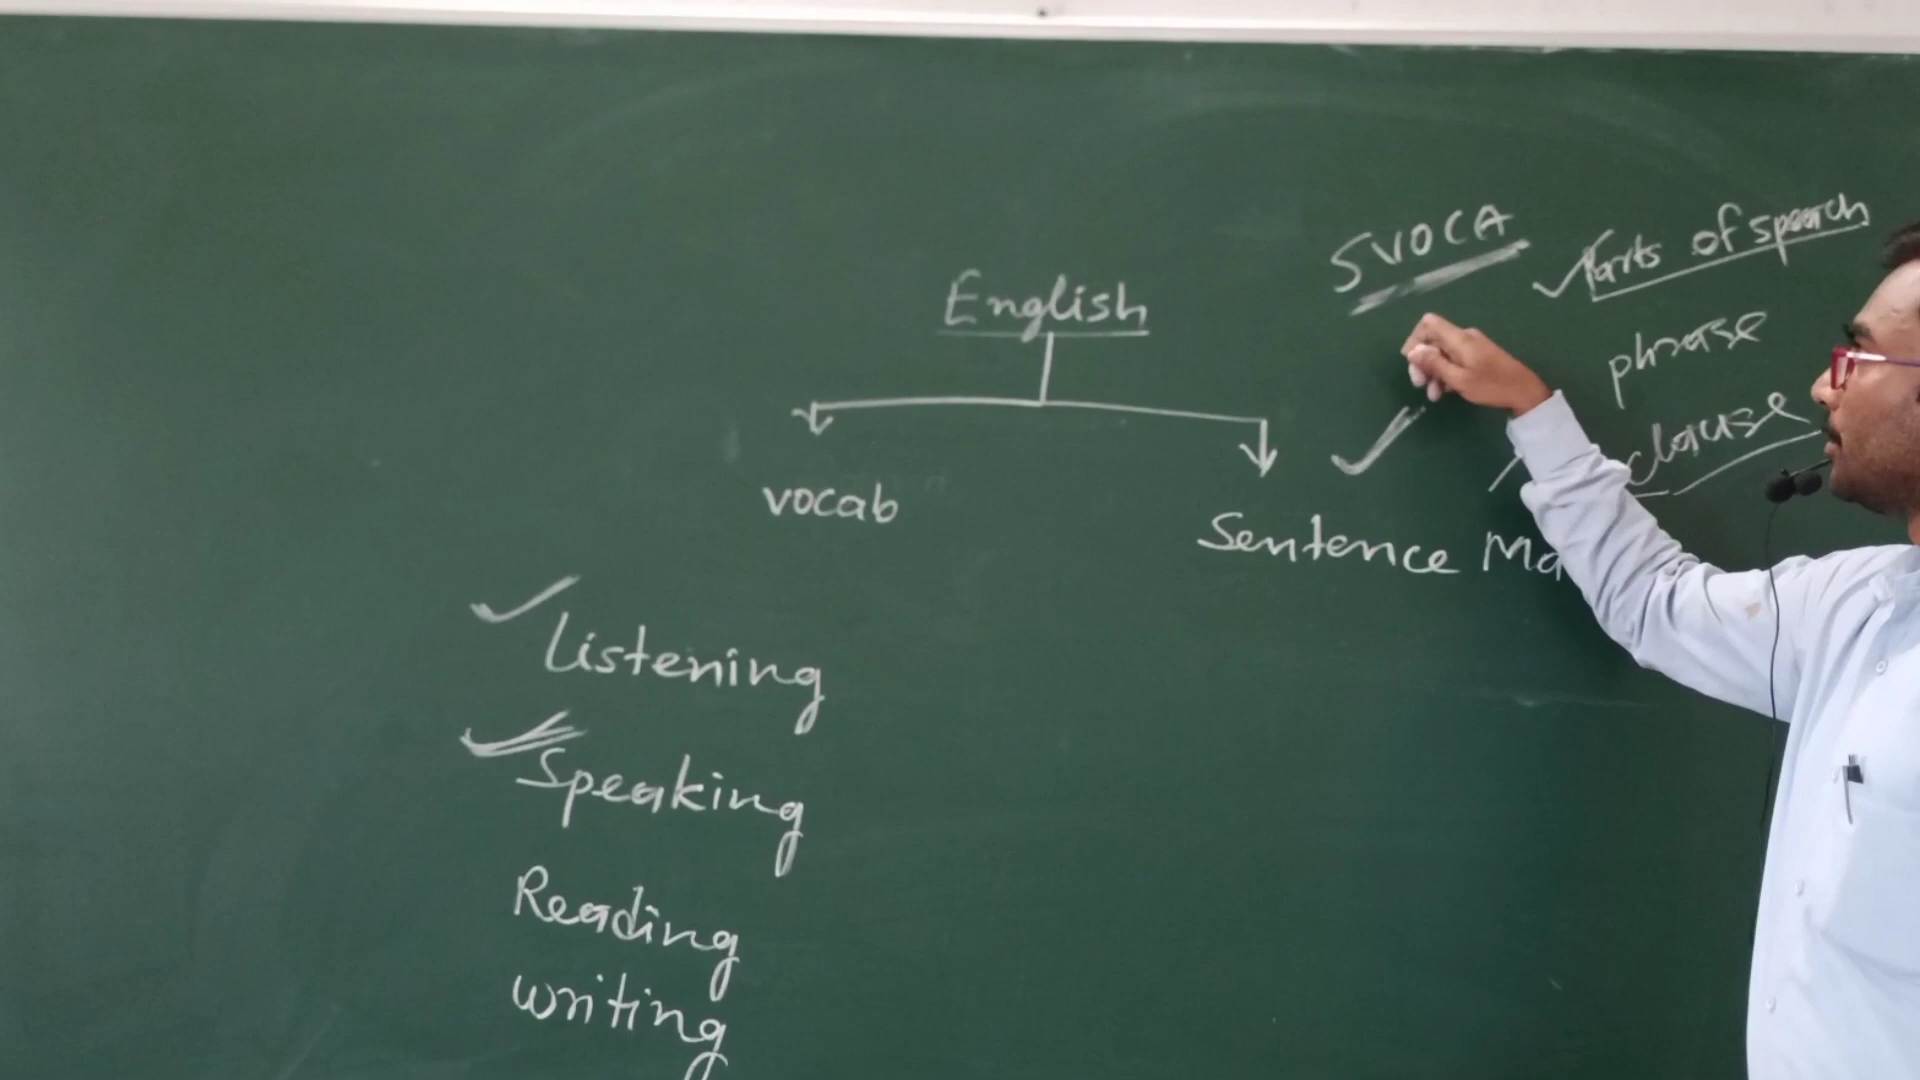 SVOCA
Parts of speech
English
phrase
clause
vocab
Sentence Ma
Listening
Speaking
Reading
writing